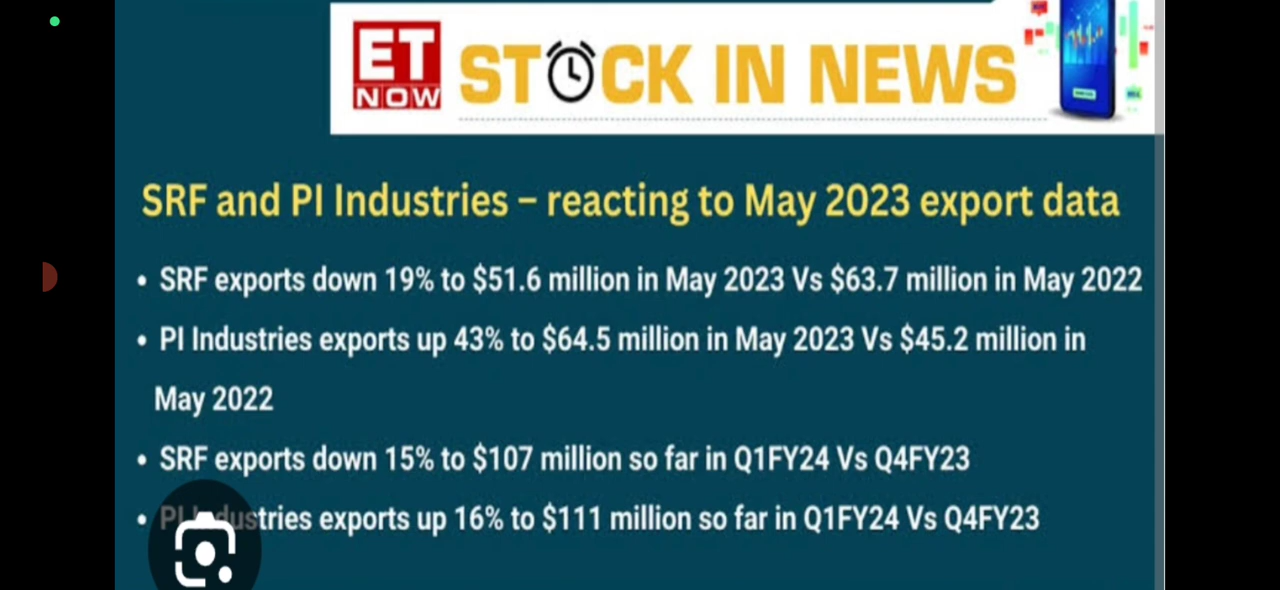 ET
NOW
STOCK IN NEWS
SRF and PI Industries – reacting to May 2023 export data
• SRF exports down 19% to $51.6 million in May 2023 Vs $63.7 million in May 2022
• PI Industries exports up 43% to $64.5 million in May 2023 Vs $45.2 million in
May 2022
• SRF exports down 15% to $107 million so far in Q1FY24 Vs Q4FY23
• PI Industries exports up 16% to $111 million so far in Q1FY24 Vs Q4FY23